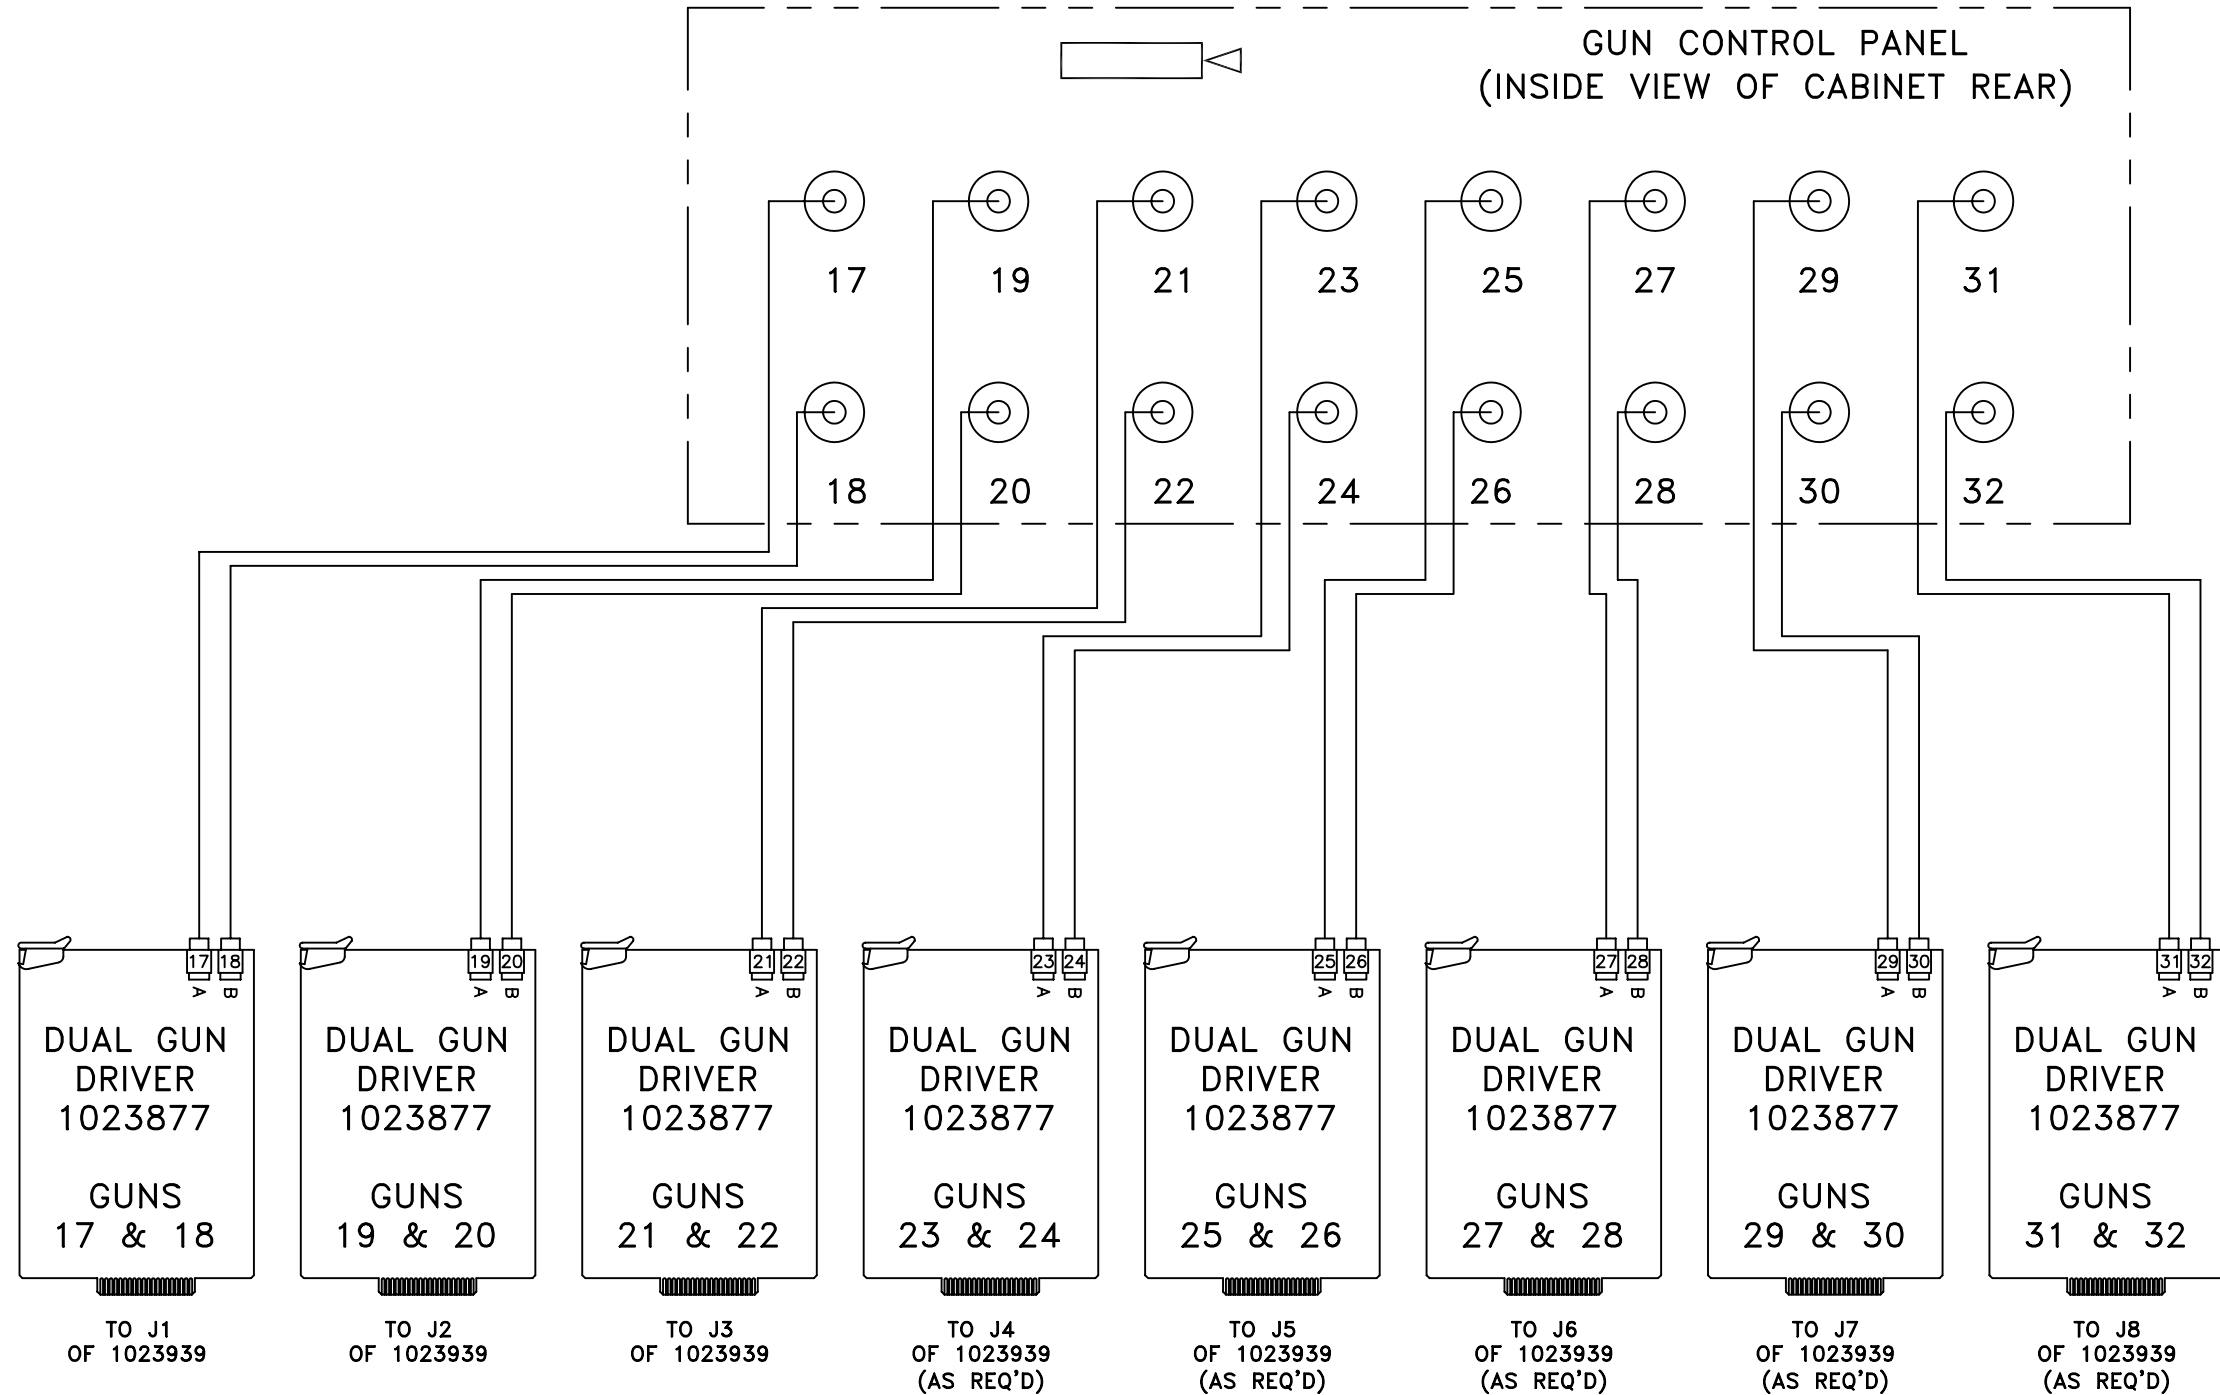 GUN CONTROL PANEL
(INSIDE VIEW OF CABINET REAR)
17 19 21 23 25 27 29 31
18 20 22 24 26 28 30 32
17 18 19 20 21 22 23 24 25 26 27 28 29 30 31 32
A B A B A B A B A B A B A B A B
DUAL GUN
DRIVER
1023877
GUNS
17 & 18
TO J1
OF 1023939
DUAL GUN
DRIVER
1023877
GUNS
19 & 20
TO J2
OF 1023939
DUAL GUN
DRIVER
1023877
GUNS
21 & 22
TO J3
OF 1023939
DUAL GUN
DRIVER
1023877
GUNS
23 & 24
TO J4
OF 1023939
(AS REQ'D)
DUAL GUN
DRIVER
1023877
GUNS
25 & 26
TO J5
OF 1023939
(AS REQ'D)
DUAL GUN
DRIVER
1023877
GUNS
27 & 28
TO J6
OF 1023939
(AS REQ'D)
DUAL GUN
DRIVER
1023877
GUNS
29 & 30
TO J7
OF 1023939
(AS REQ'D)
DUAL GUN
DRIVER
1023877
GUNS
31 & 32
TO J8
OF 1023939
(AS REQ'D)